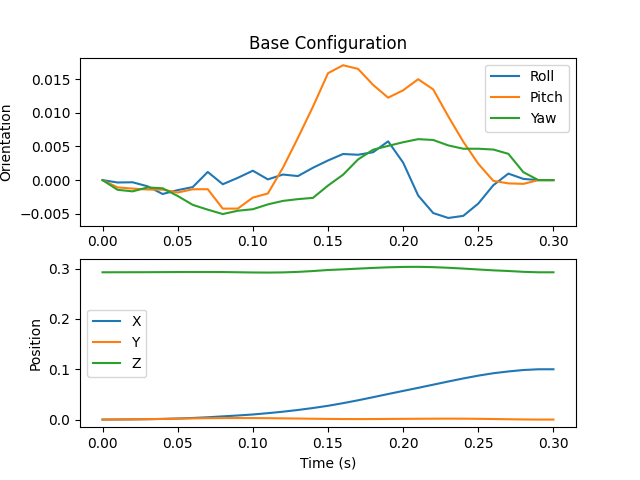 Base Configuration
Orientation
0.015
0.010
0.005
0.000
−0.005
Roll
Pitch
Yaw
0.00 0.05 0.10 0.15 0.20 0.25 0.30
Position
0.3
0.2
0.1
0.0
X
Y
Z
0.00 0.05 0.10 0.15 0.20 0.25 0.30
Time (s)